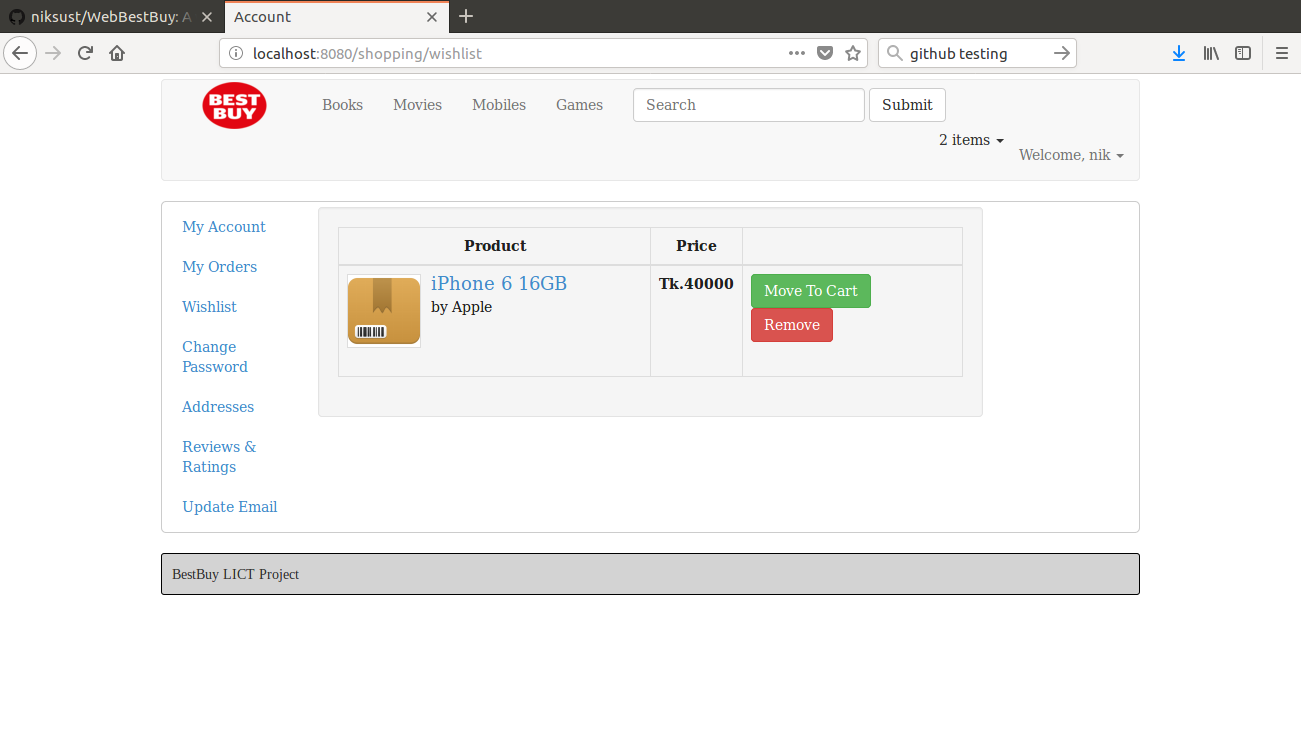 niksust/WebBestBuy: A
Account
localhost:8080/shopping/wishlist
github testing
BEST
BUY
Books
Movies
Mobiles
Games
Search
Submit
2 items
Welcome, nik
My Account
My Orders
Wishlist
Change
Password
Addresses
Reviews &
Ratings
Update Email
Product
Price
iPhone 6 16GB
by Apple
Tk.40000
Move To Cart
Remove
BestBuy LICT Project